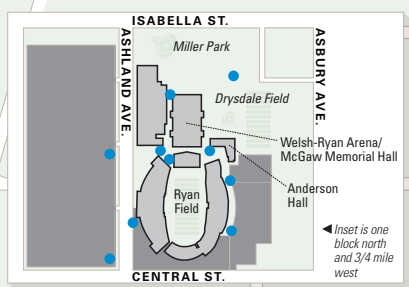 ISABELLA ST.
ASHLAND AVE.
Miller Park
ASBURY AVE.
Drysdale Field
Welsh-Ryan Arena/
McGaw Memorial Hall
Anderson
Hall
Ryan
Field
◀ Inset is one
block north
and 3/4 mile
west
CENTRAL ST.